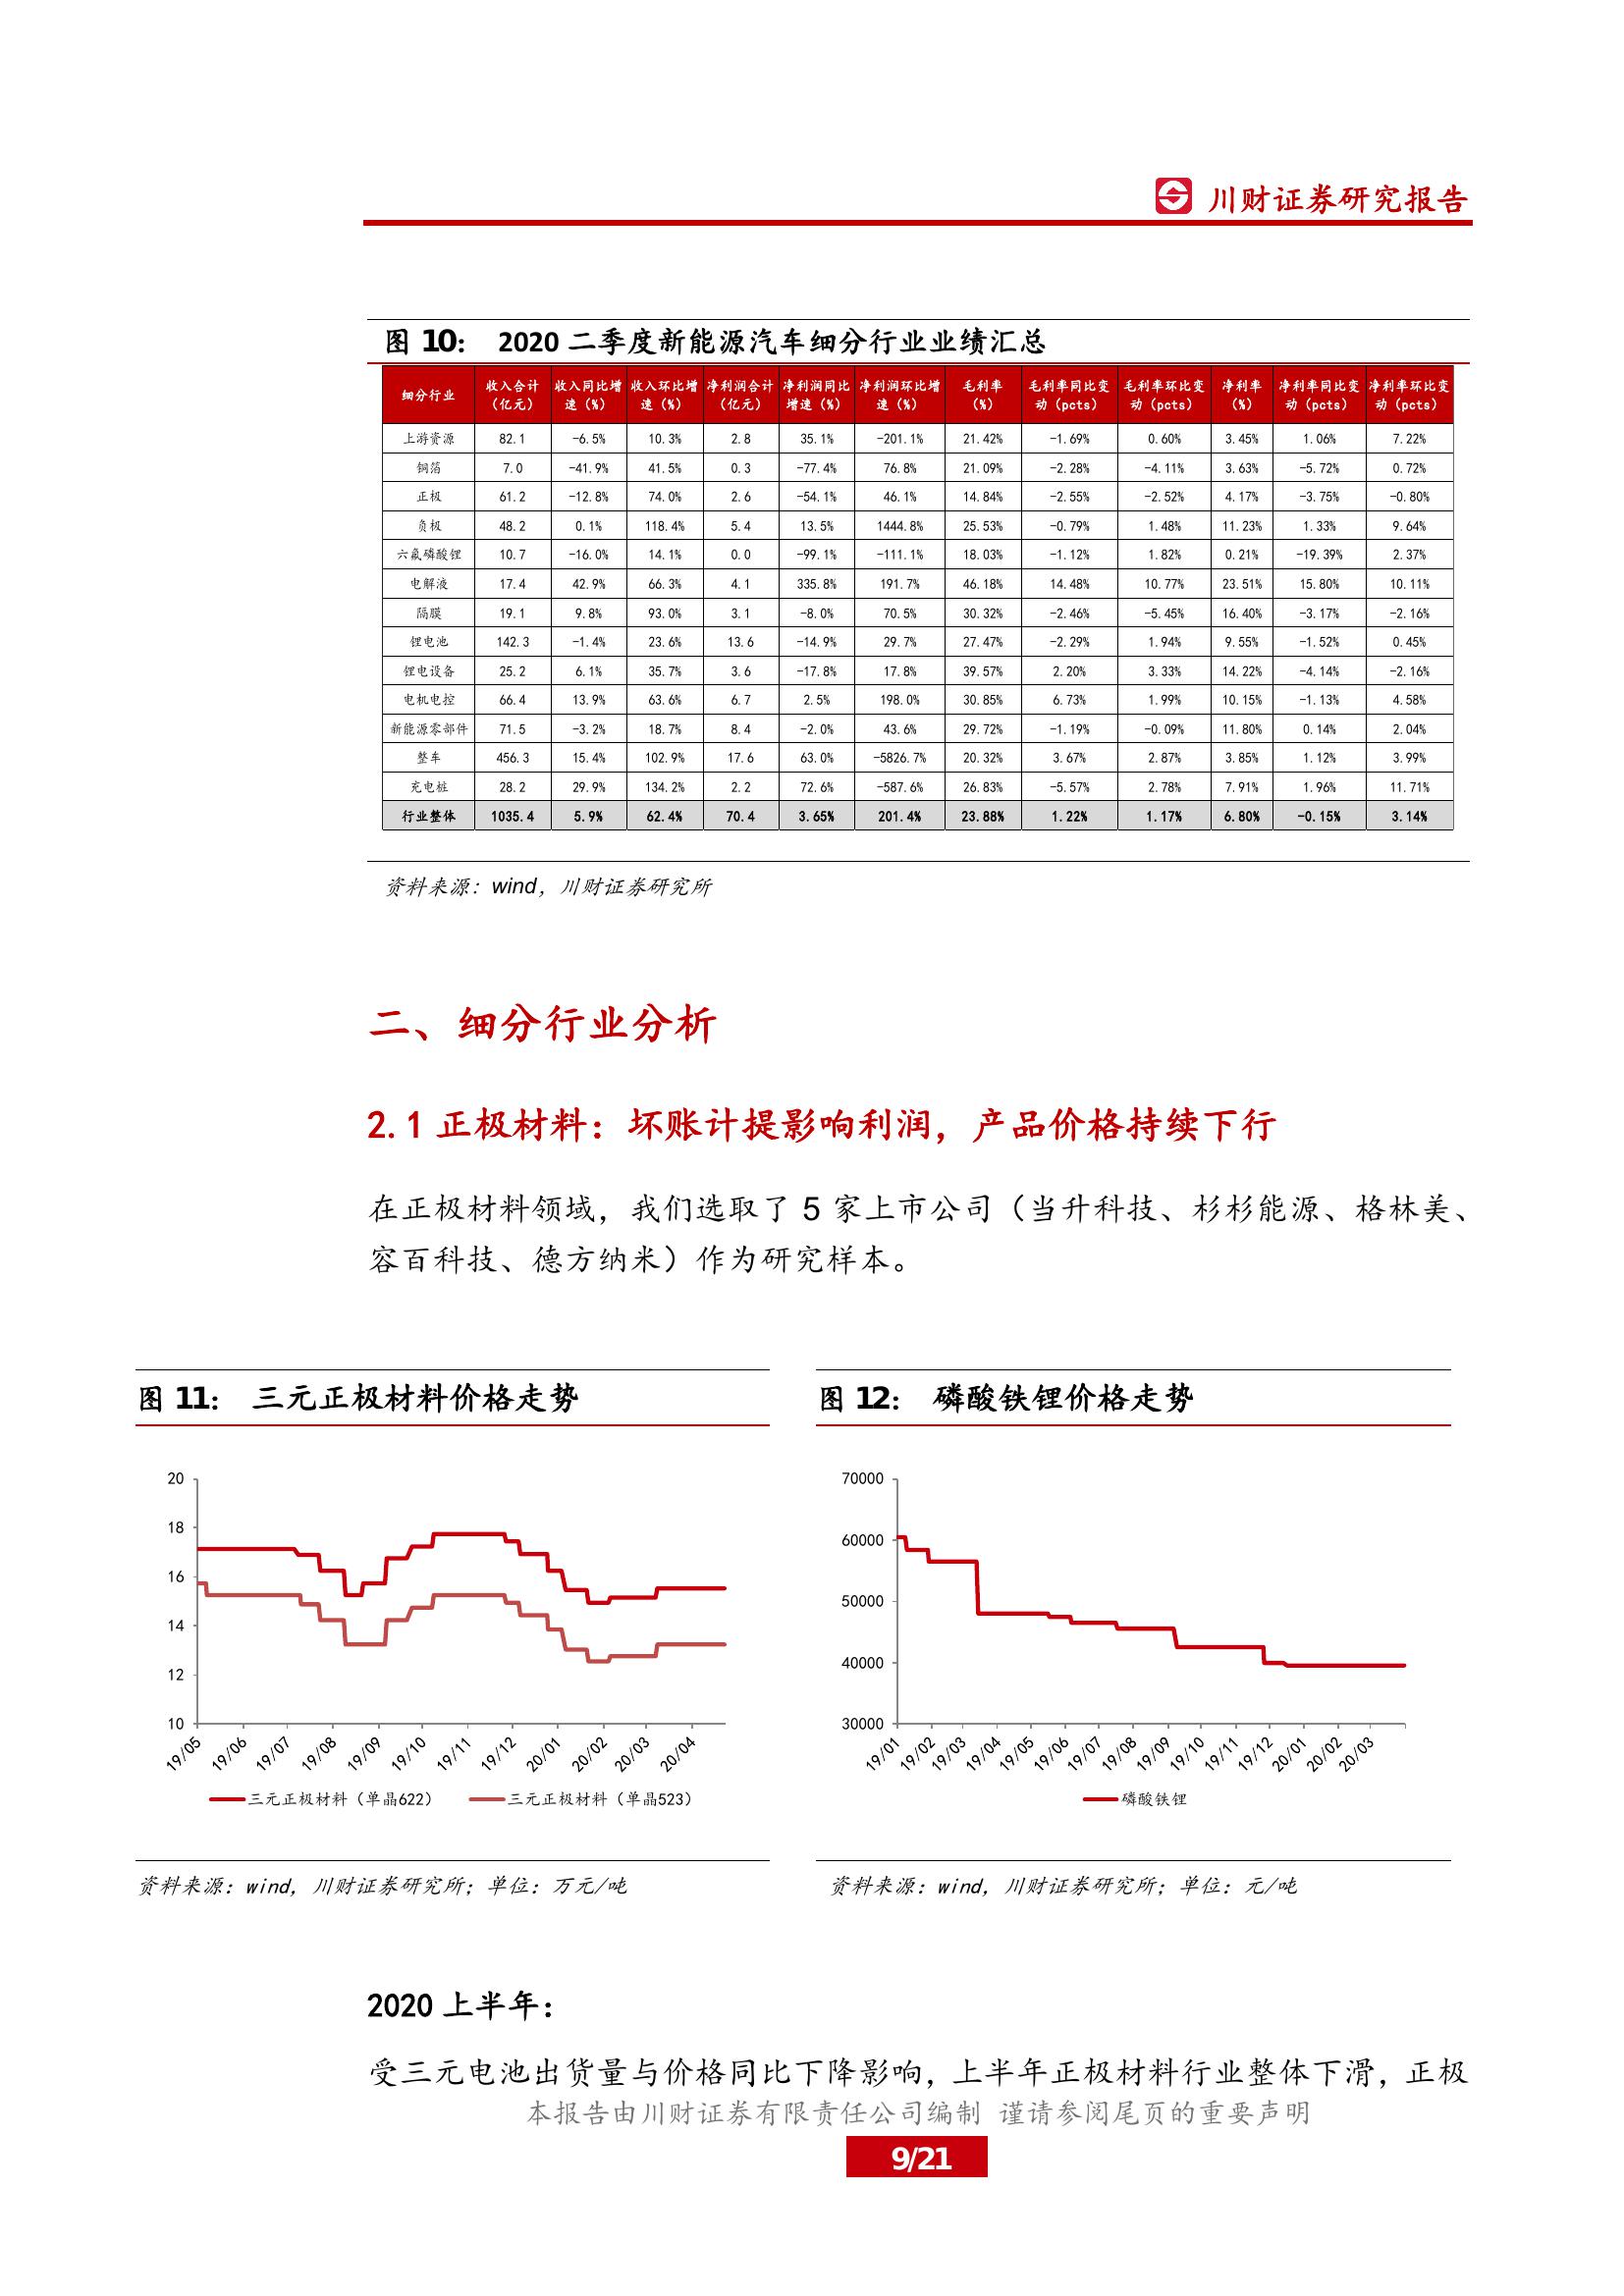 川财证券研究报告
图 10： 2020 二季度新能源汽车细分行业业绩汇总
细分行业 收入合计（亿元） 收入同比增速（%） 收入环比增速（%） 净利润合计（亿元） 净利润同比增速（%） 净利润环比增速（%） 毛利率（%） 毛利率同比变动（pcts） 毛利率环比变动（pcts） 净利率（%） 净利率同比变动（pcts） 净利率环比变动（pcts）
上游资源 82.1 -6.5% 10.3% 2.8 35.1% -201.1% 21.42% -1.69% 0.60% 3.45% 1.06% 7.22%
铜箔 7.0 -41.9% 41.5% 0.3 -77.4% 76.8% 21.09% -2.28% -4.11% 3.63% -5.72% 0.72%
正极 61.2 -12.8% 74.0% 2.6 -54.1% 46.1% 14.84% -2.55% -2.52% 4.17% -3.75% -0.80%
负极 48.2 0.1% 118.4% 5.4 13.5% 1444.8% 25.53% -0.79% 1.48% 11.23% 1.33% 9.64%
六氟磷酸锂 10.7 -16.0% 14.1% 0.0 -99.1% -111.1% 18.03% -1.12% 1.82% 0.21% -19.39% 2.37%
电解液 17.4 42.9% 66.3% 4.1 335.8% 191.7% 46.18% 14.48% 10.77% 23.51% 15.80% 10.11%
隔膜 19.1 9.8% 93.0% 3.1 -8.0% 70.5% 30.32% -2.46% -5.45% 16.40% -3.17% -2.16%
锂电池 142.3 -1.4% 23.6% 13.6 -14.9% 29.7% 27.47% -2.29% 1.94% 9.55% -1.52% 0.45%
锂电设备 25.2 6.1% 35.7% 3.6 -17.8% 17.8% 39.57% 2.20% 3.33% 14.22% -4.14% -2.16%
电机电控 66.4 13.9% 63.6% 6.7 2.5% 198.0% 30.85% 6.73% 1.99% 10.15% -1.13% 4.58%
新能源零部件 71.5 -3.2% 18.7% 8.4 -2.0% 43.6% 29.72% -1.19% -0.09% 11.80% 0.14% 2.04%
整车 456.3 15.4% 102.9% 17.6 63.0% -5826.7% 20.32% 3.67% 2.87% 3.85% 1.12% 3.99%
充电桩 28.2 29.9% 134.2% 2.2 72.6% -587.6% 26.83% -5.57% 2.78% 7.91% 1.96% 11.71%
行业整体 1035.4 5.9% 62.4% 70.4 3.65% 201.4% 23.88% 1.22% 1.17% 6.80% -0.15% 3.14%
资料来源：wind，川财证券研究所
二、细分行业分析
2.1 正极材料：坏账计提影响利润，产品价格持续下行
在正极材料领域，我们选取了 5 家上市公司（当升科技、杉杉能源、格林美、
容百科技、德方纳米）作为研究样本。
图 11： 三元正极材料价格走势
20
18
16
14
12
10
19/05 19/06 19/07 19/08 19/09 19/10 19/11 19/12 20/01 20/02 20/03 20/04
三元正极材料（单晶622） 三元正极材料（单晶523）
资料来源：wind，川财证券研究所；单位：万元/吨
图 12： 磷酸铁锂价格走势
70000
60000
50000
40000
30000
19/01 19/02 19/03 19/04 19/05 19/06 19/07 19/08 19/09 19/10 19/11 19/12 20/01 20/02 20/03
磷酸铁锂
资料来源：wind，川财证券研究所；单位：元/吨
2020 上半年：
受三元电池出货量与价格同比下降影响，上半年正极材料行业整体下滑，正极
本报告由川财证券有限责任公司编制 谨请参阅尾页的重要声明
9/21